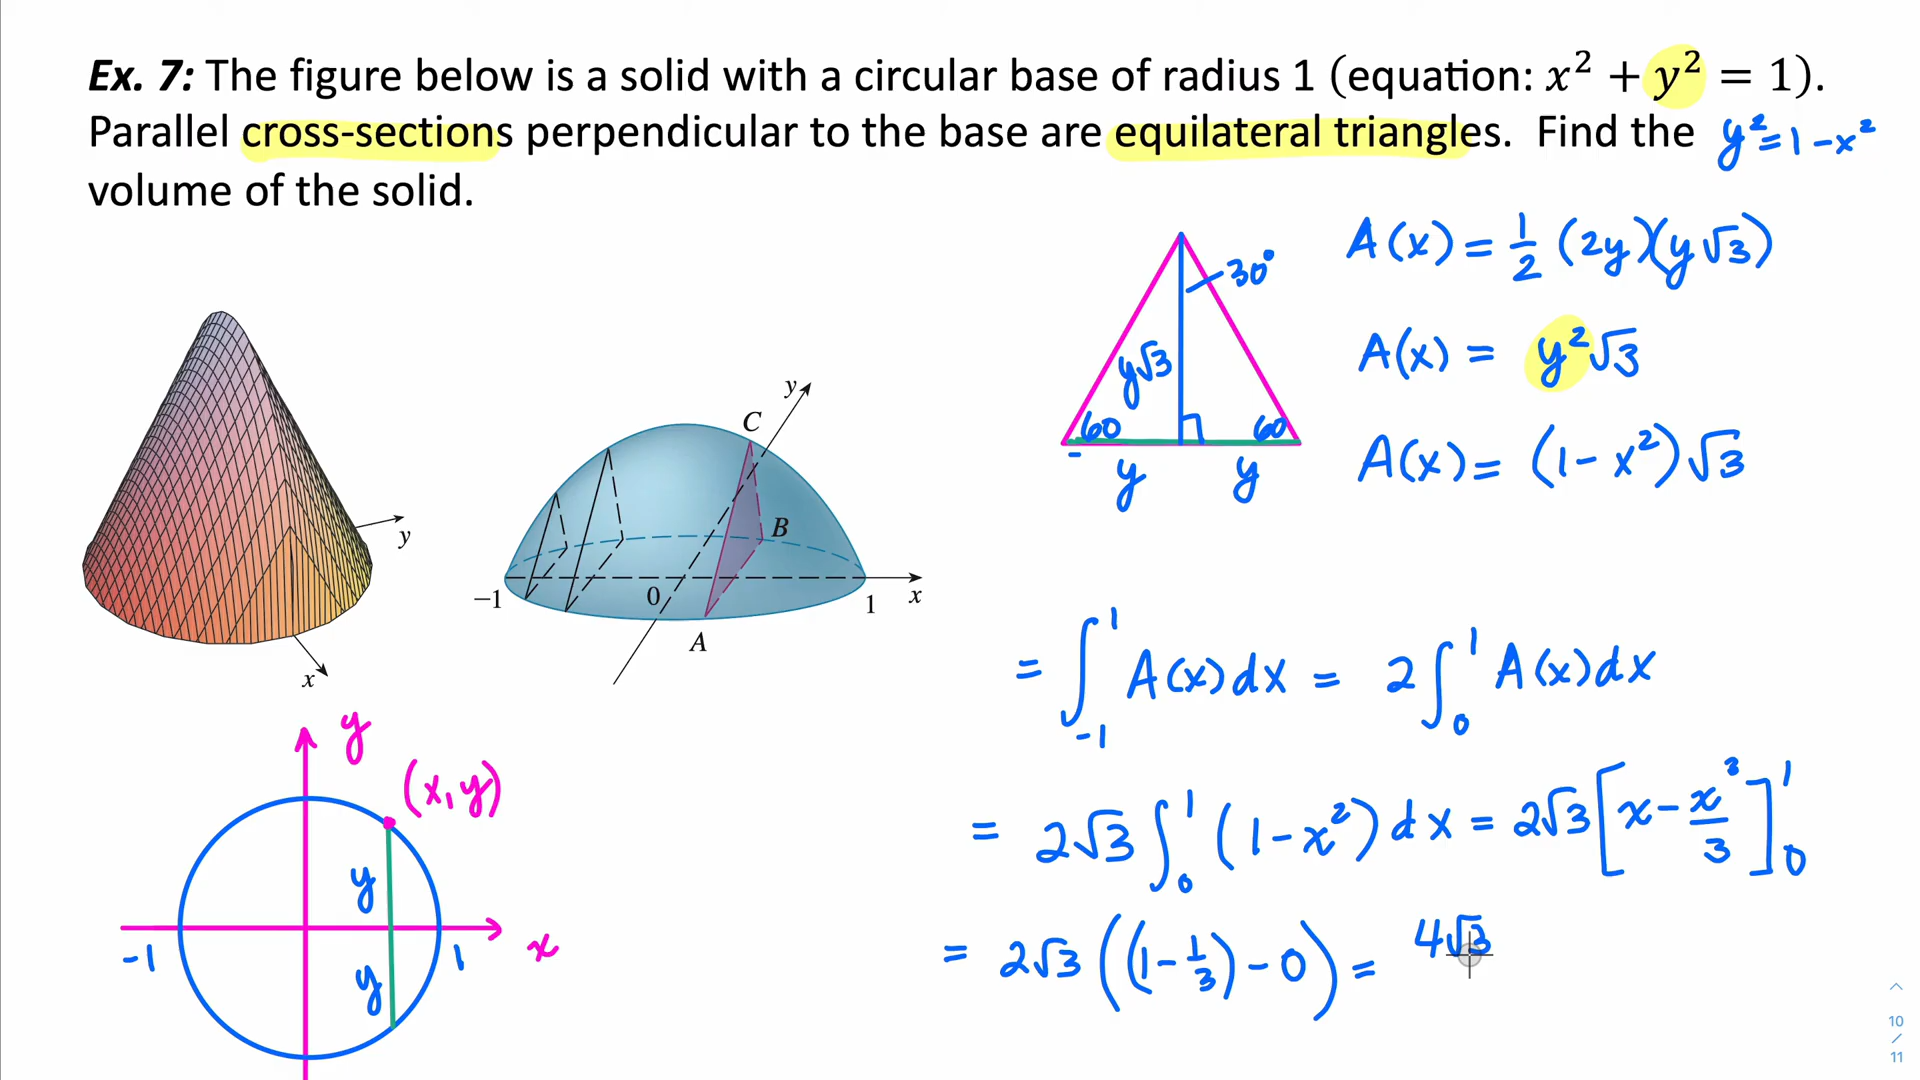 Ex. 7: The figure below is a solid with a circular base of radius 1 (equation: x² + y² = 1).
Parallel cross-sections perpendicular to the base are equilateral triangles. Find the
y² = 1 - x²
volume of the solid.
30°
y√3
60
60
y
y
A(x) = 1/2 (2y)(y√3)
A(x) = y²√3
A(x) = (1 - x²)√3
y
x
y
C
B
−1
0
1
x
A
= ∫₋₁¹ A(x)dx = 2∫₀¹ A(x)dx
y
(x, y)
y
y
-1
1
x
= 2√3 ∫₀¹ (1 - x²) dx = 2√3 [x - x³/3]₀¹
= 2√3 ((1 - 1/3) - 0) = 4√3
10
/
11